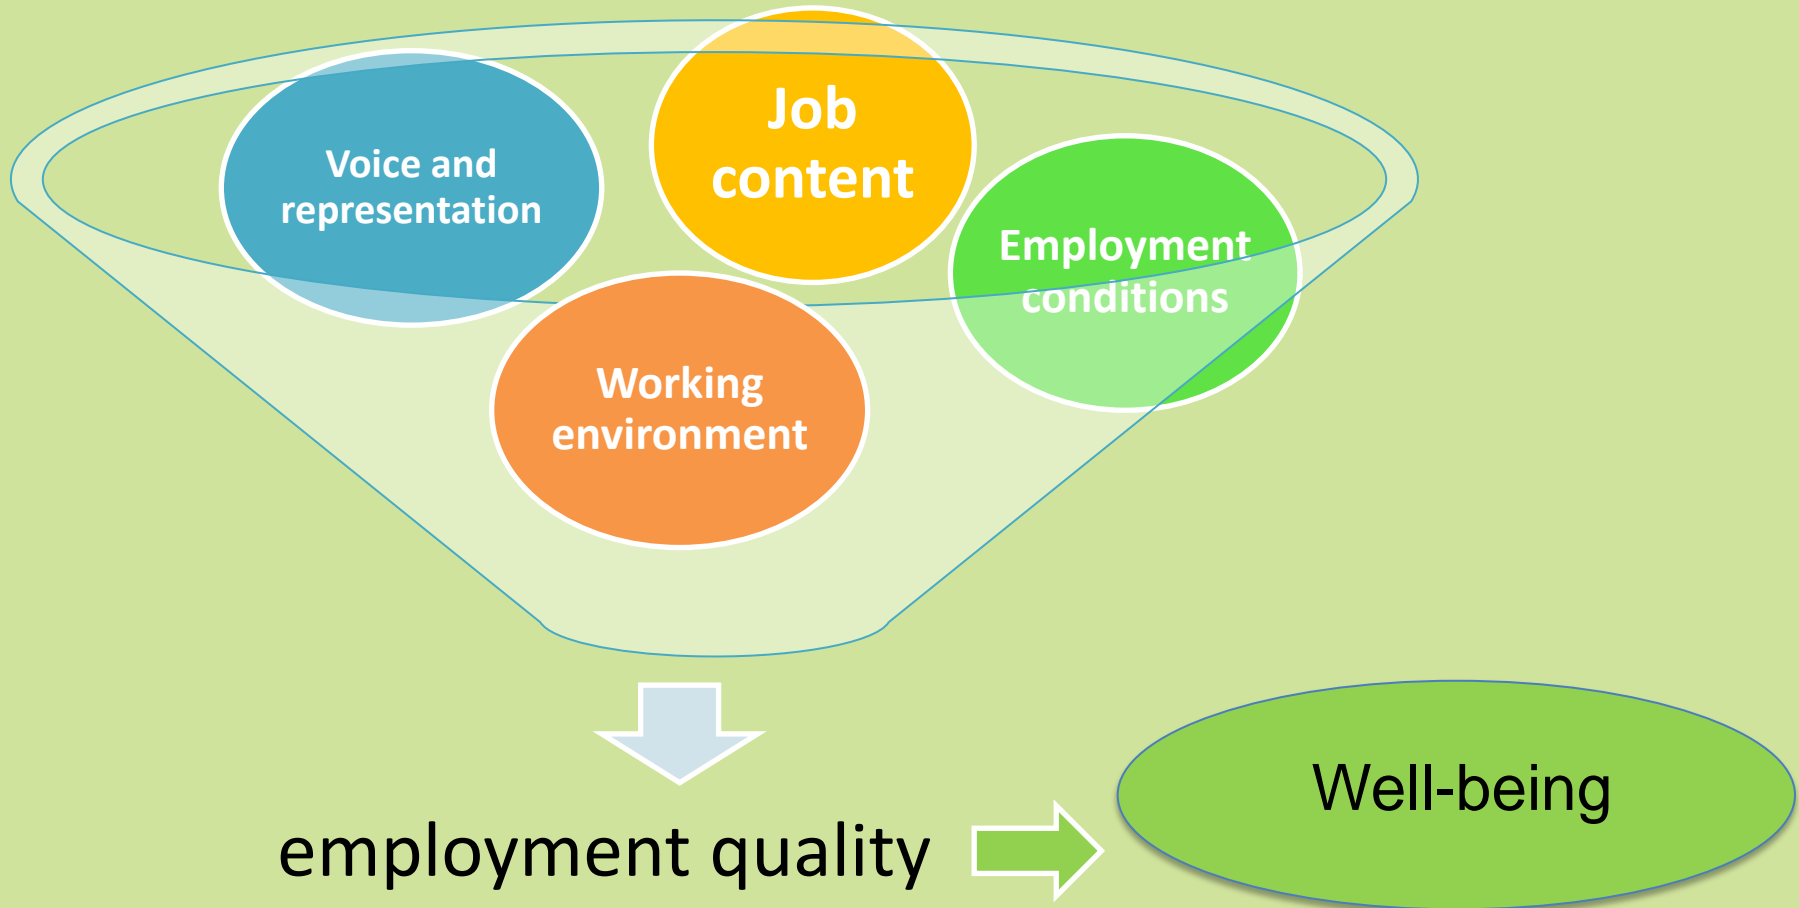 Job
content
Voice and
representation
Employment
conditions
Working
environment
employment quality
Well-being